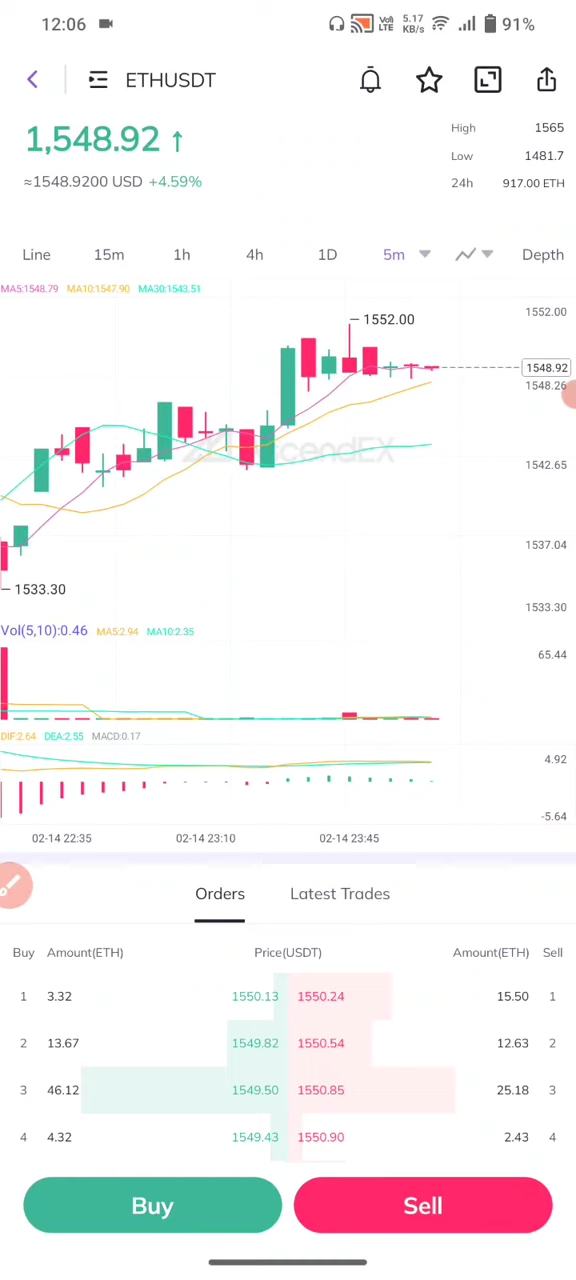 12:06 Vo) LTE 5.17 KB/s 91%
ETHUSDT
1,548.92 ↑
≈1548.9200 USD +4.59%
High 1565
Low 1481.7
24h 917.00 ETH
Line 15m 1h 4h 1D 5m Depth
MA5:1548.79 MA10:1547.90 MA30:1543.51
1552.00
1552.00
1548.92
1548.26
cendEX
1542.65
1537.04
1533.30
1533.30
Vol(5,10):0.46 MA5:2.94 MA10:2.35
65.44
DIF:2.64 DEA:2.55 MACD:0.17
4.92
-5.64
02-14 22:35 02-14 23:10 02-14 23:45
Orders Latest Trades
Buy Amount(ETH) Price(USDT) Amount(ETH) Sell
1 3.32 1550.13 1550.24 15.50 1
2 13.67 1549.82 1550.54 12.63 2
3 46.12 1549.50 1550.85 25.18 3
4 4.32 1549.43 1550.90 2.43 4
Buy Sell